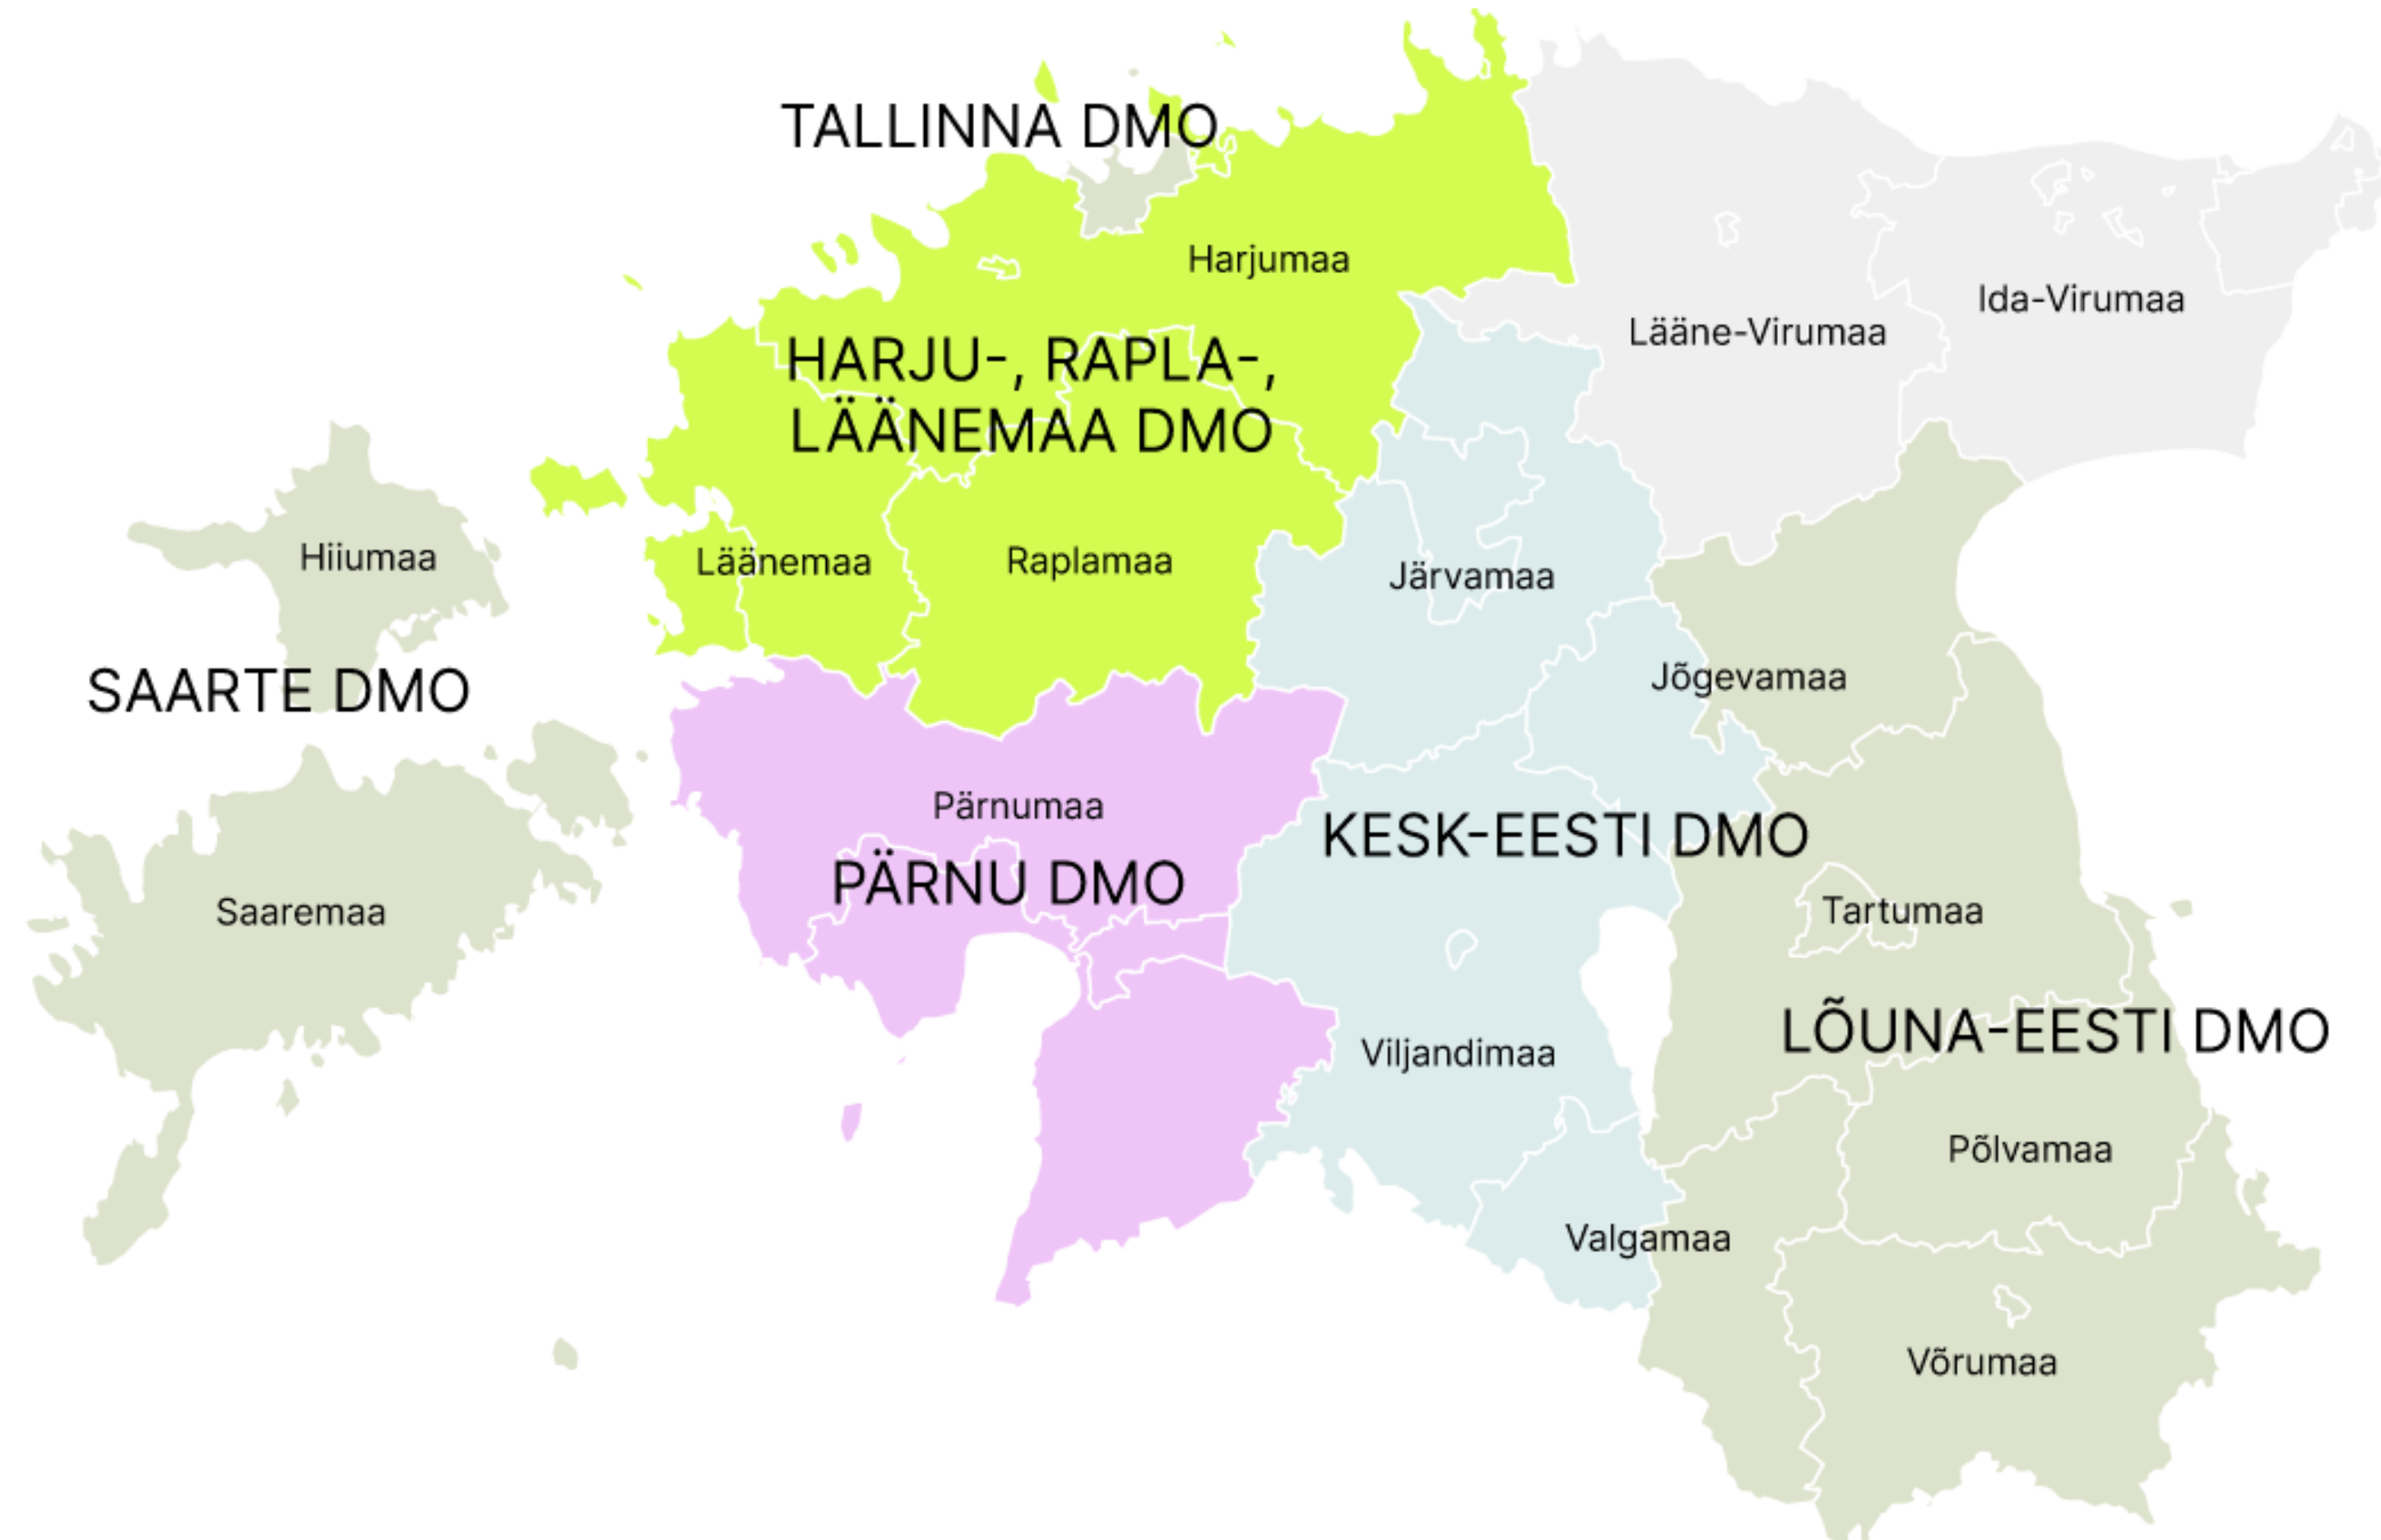 TALLINNA DMO
Harjumaa
Ida-Virumaa
Lääne-Virumaa
HARJU-, RAPLA-,
LÄÄNEMAA DMO
Hiiumaa
Läänemaa
Raplamaa
Järvamaa
SAARTE DMO
Jõgevamaa
Pärnumaa
KESK-EESTI DMO
PÄRNU DMO
Saaremaa
Tartumaa
LÕUNA-EESTI DMO
Viljandimaa
Põlvamaa
Valgamaa
Võrumaa